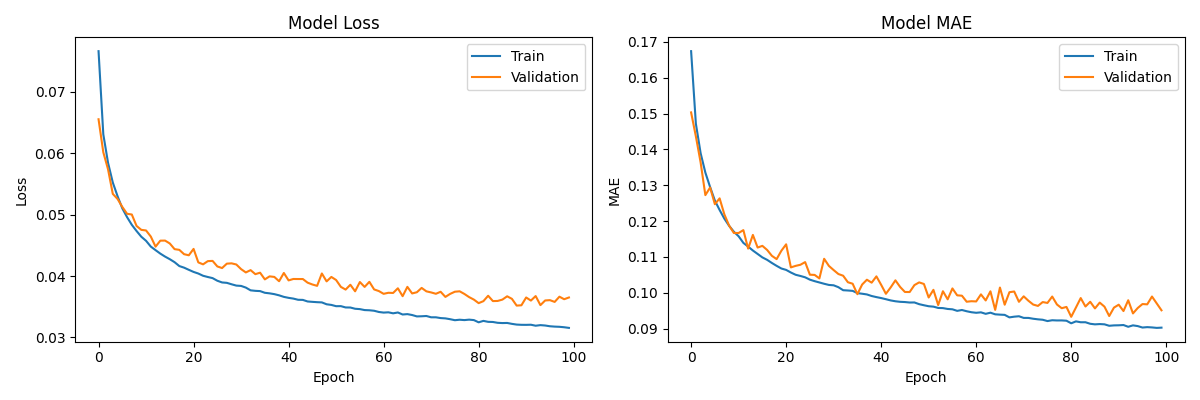 Model Loss
Train
Validation
0.07
0.06
0.05
0.04
0.03
Loss
0 20 40 60 80 100
Epoch
Model MAE
Train
Validation
0.17
0.16
0.15
0.14
0.13
0.12
0.11
0.10
0.09
MAE
0 20 40 60 80 100
Epoch